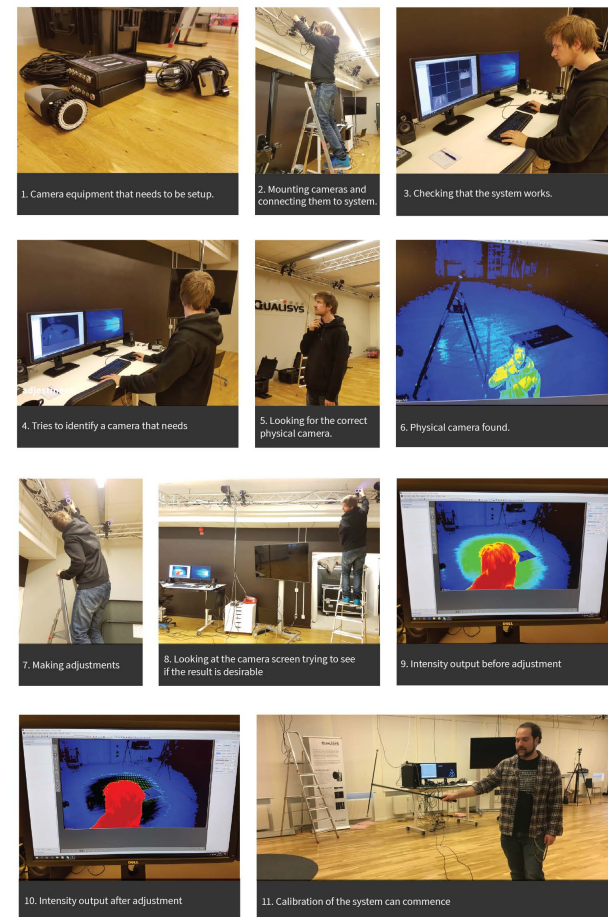 1. Camera equipment that needs to be setup.
2. Mounting cameras and
connecting them to system.
3. Checking that the system works.
4. Tries to identify a camera that needs
QUALISYS
5. Looking for the correct
physical camera.
6. Physical camera found.
7. Making adjustments
8. Looking at the camera screen trying to see
if the result is desirable
DELL
9. Intensity output before adjustment
DELL
10. Intensity output after adjustment
QUALISYS
11. Calibration of the system can commence